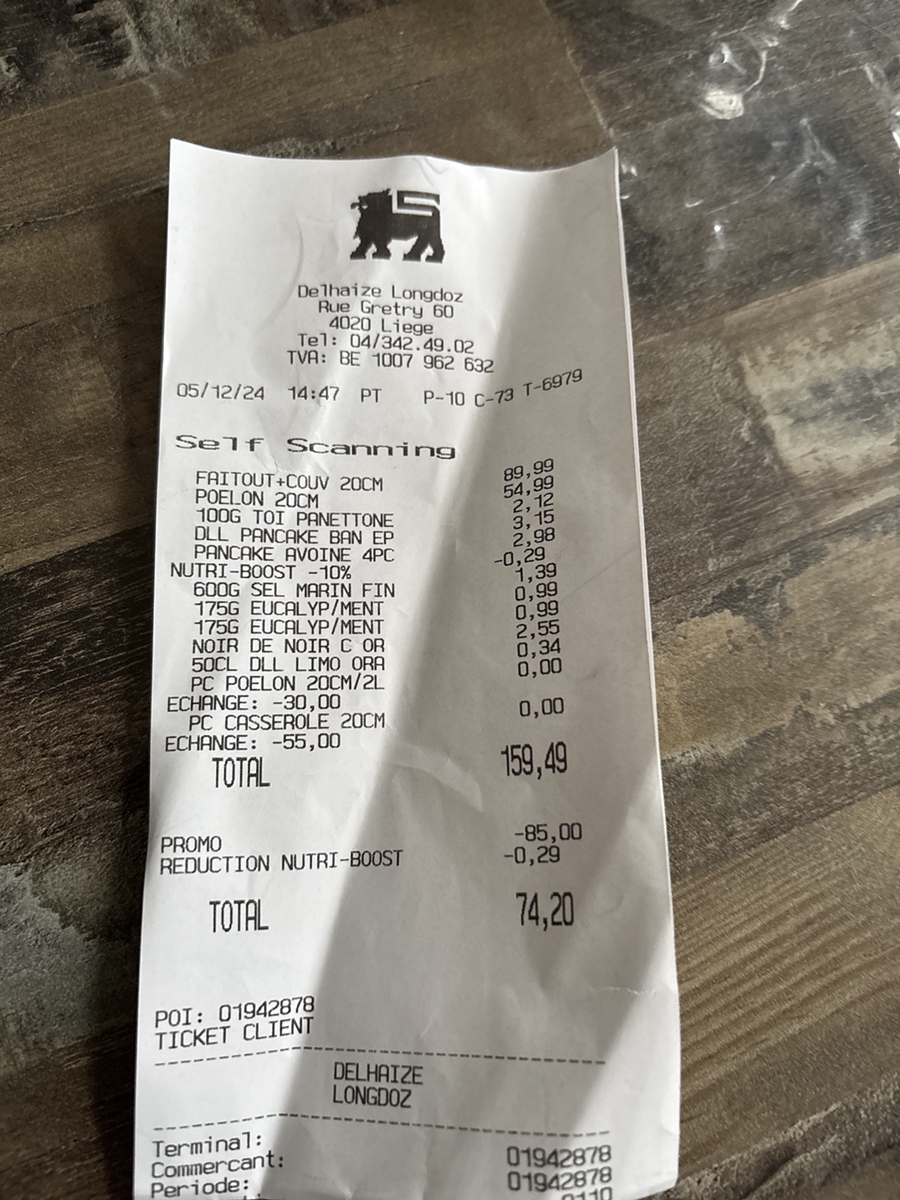 Delhaize Longdoz
Rue Gretry 60
4020 Liege
Tel: 04/342.49.02
TVA: BE 1007 962 632
05/12/24 14:47 PT P-10 C-73 T-6979
Self Scanning
FAITOUT+COUV 20CM 89,99
POELON 20CM 54,99
100G TOI PANETTONE 2,12
DLL PANCAKE BAN EP 3,15
PANCAKE AVOINE 4PC 2,98
NUTRI-BOOST -10% -0,29
600G SEL MARIN FIN 1,39
175G EUCALYP/MENT 0,99
175G EUCALYP/MENT 0,99
NOIR DE NOIR C OR 2,55
50CL DLL LIMO ORA 0,34
PC POELON 20CM/2L 0,00
ECHANGE: -30,00
PC CASSEROLE 20CM 0,00
ECHANGE: -55,00
TOTAL 159,49
PROMO -85,00
REDUCTION NUTRI-BOOST -0,29
TOTAL 74,20
POI: 01942878
TICKET CLIENT
DELHAIZE
LONGDOZ
Terminal: 01942878
Commercant: 01942878
Periode: 0110